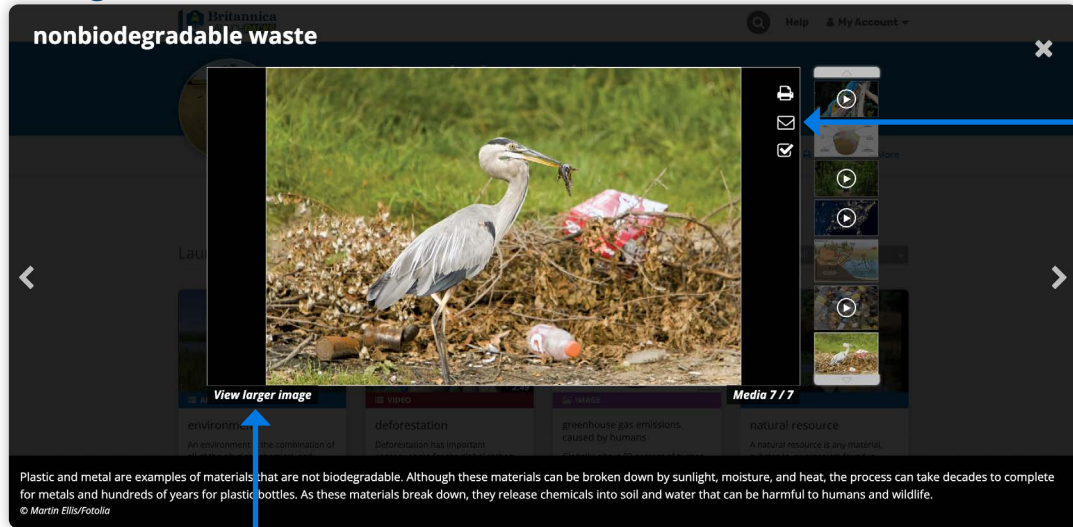 Britannica
Help
My Account
nonbiodegradable waste
View larger image
Media 7 / 7
VIDEO
IMAGE
environment
deforestation
greenhouse gas emissions
caused by humans
natural resource
An environment is the combination of
Deforestation has important
A natural resource is any material,
Plastic and metal are examples of materials that are not biodegradable. Although these materials can be broken down by sunlight, moisture, and heat, the process can take decades to complete
for metals and hundreds of years for plastic bottles. As these materials break down, they release chemicals into soil and water that can be harmful to humans and wildlife.
© Martin Ellis/Fotolia